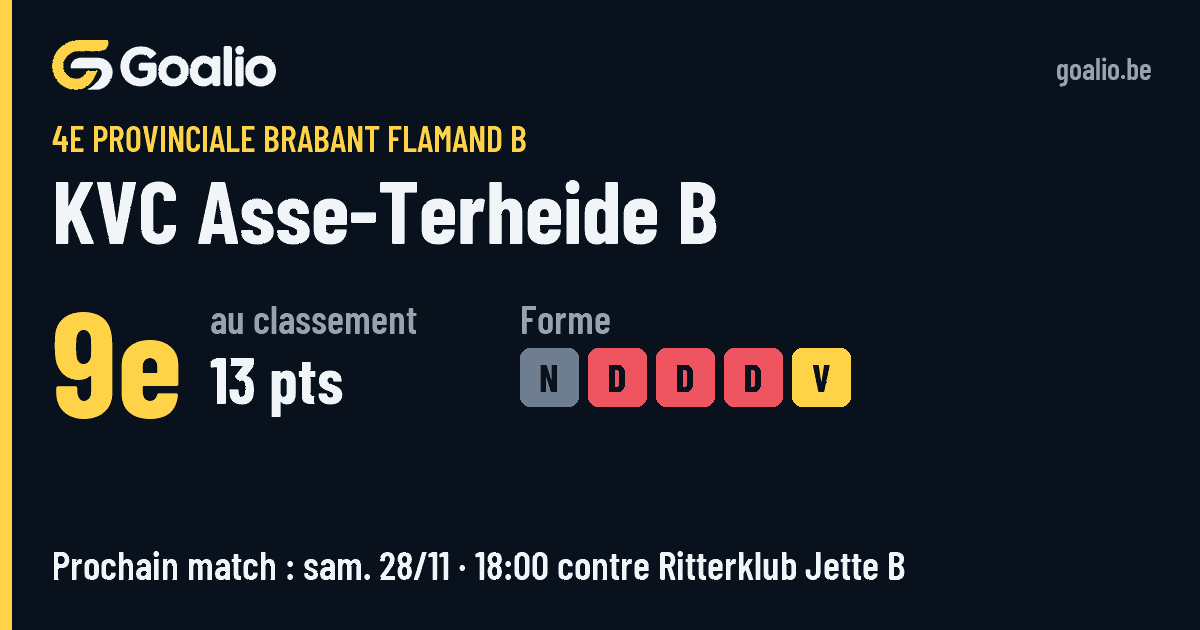 Goalio
goalio.be
4E PROVINCIALE BRABANT FLAMAND B
KVC Asse-Terheide B
9e
au classement
13 pts
Forme
N D D D V
Prochain match : sam. 28/11 · 18:00 contre Ritterklub Jette B